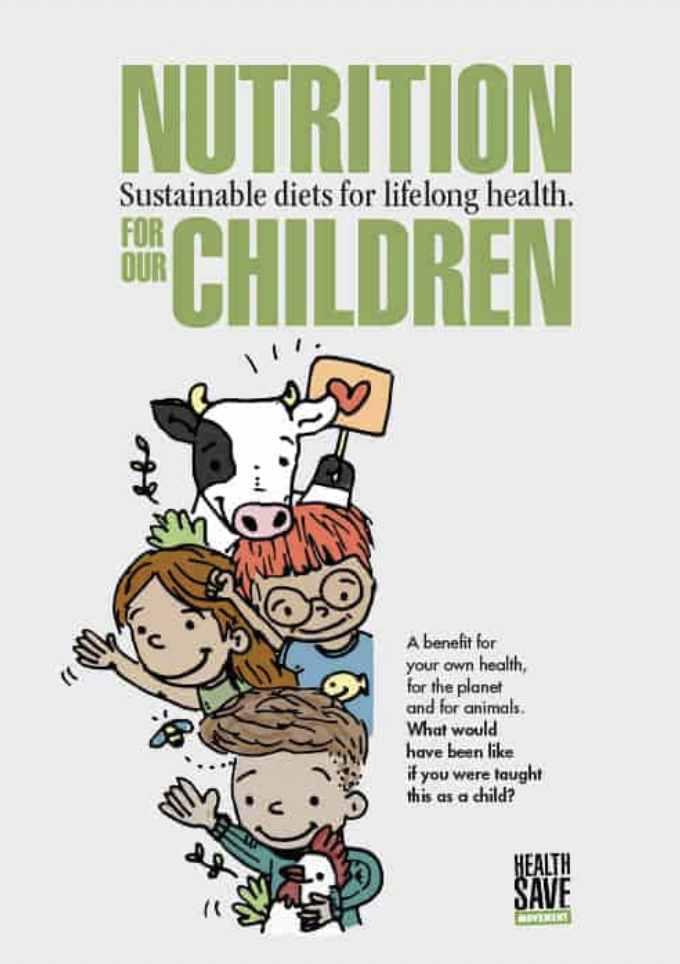 NUTRITION
Sustainable diets for lifelong health.
FOR
OUR
CHILDREN
A benefit for
your own health,
for the planet
and for animals.
What would
have been like
if you were taught
this as a child?
HEALTH
SAVE
MOVEMENT